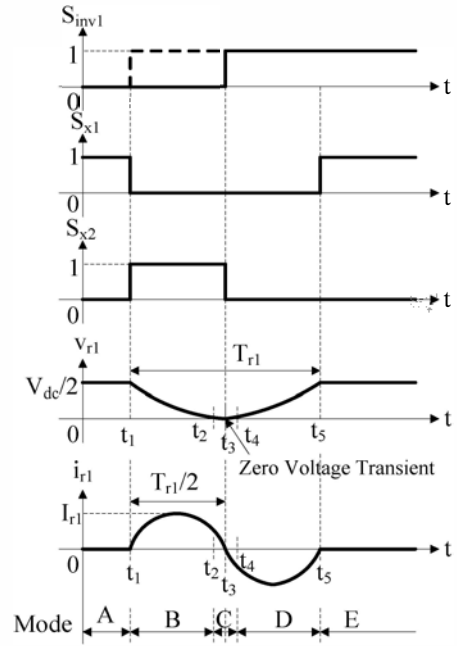 S_inv1
1
0
t
S_x1
1
0
t
S_x2
1
0
t
v_r1
T_r1
V_dc/2
0
t_1
t_2
t_3
t_4
t_5
t
Zero Voltage Transient
i_r1
T_r1/2
I_r1
0
t_1
t_2
t_3
t_4
t_5
t
Mode
A
B
C
D
E